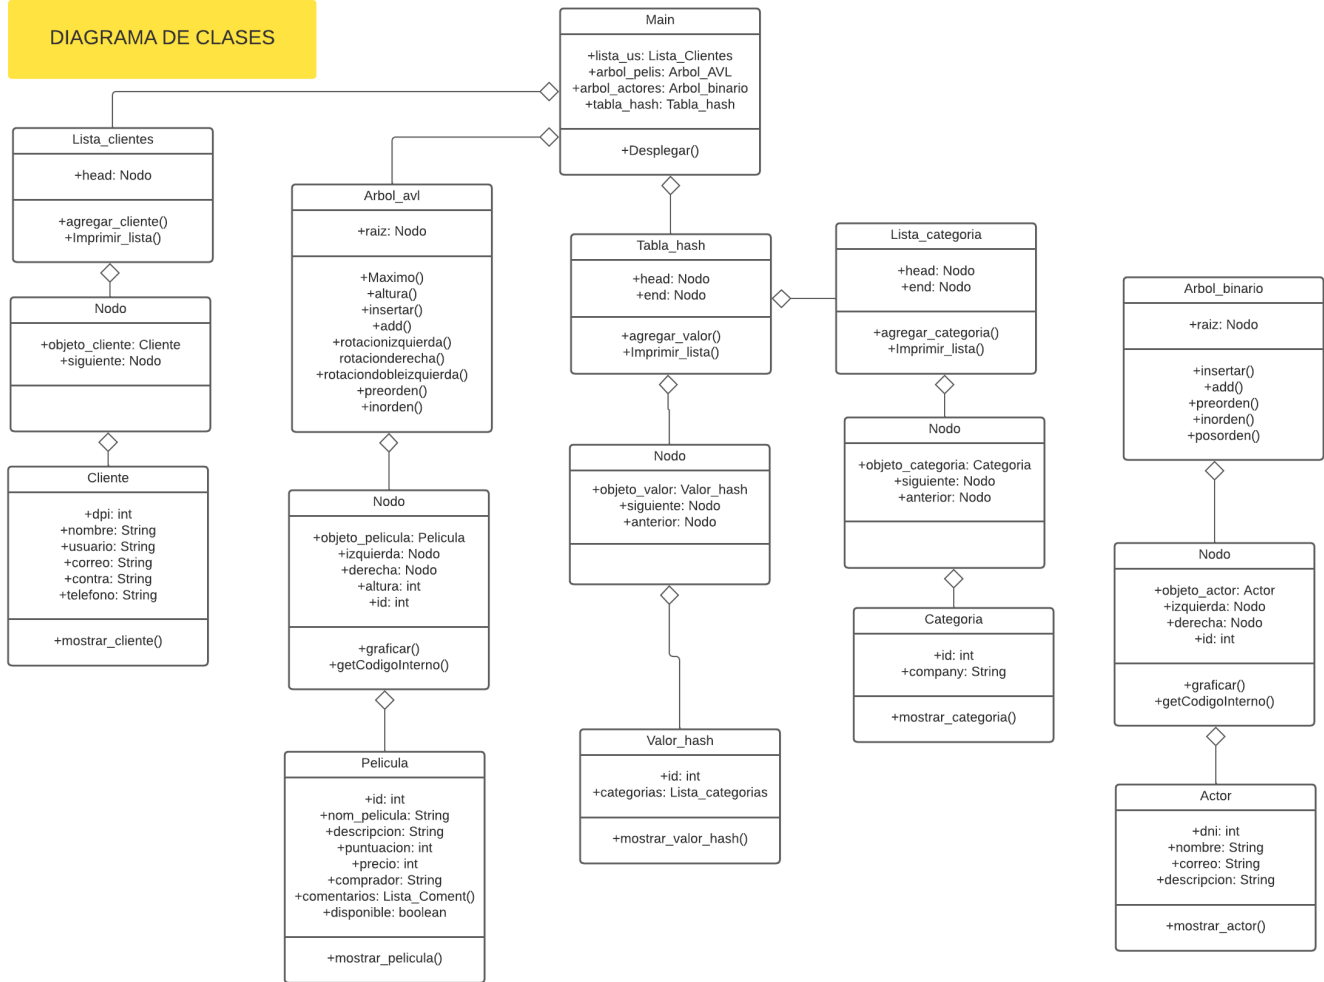 DIAGRAMA DE CLASES
Main
+lista_us: Lista_Clientes
+arbol_pelis: Arbol_AVL
+arbol_actores: Arbol_binario
+tabla_hash: Tabla_hash
+Desplegar()
Lista_clientes
+head: Nodo
+agregar_cliente()
+Imprimir_lista()
Nodo
+objeto_cliente: Cliente
+siguiente: Nodo
Cliente
+dpi: int
+nombre: String
+usuario: String
+correo: String
+contra: String
+telefono: String
+mostrar_cliente()
Arbol_avl
+raiz: Nodo
+Maximo()
+altura()
+insertar()
+add()
+rotacionizquierda()
rotacionderecha()
+rotaciondobleizquierda()
+preorden()
+inorden()
Nodo
+objeto_pelicula: Pelicula
+izquierda: Nodo
+derecha: Nodo
+altura: int
+id: int
+graficar()
+getCodigoInterno()
Pelicula
+id: int
+nom_pelicula: String
+descripcion: String
+puntuacion: int
+precio: int
+comprador: String
+comentarios: Lista_Coment()
+disponible: boolean
+mostrar_pelicula()
Tabla_hash
+head: Nodo
+end: Nodo
+agregar_valor()
+Imprimir_lista()
Nodo
+objeto_valor: Valor_hash
+siguiente: Nodo
+anterior: Nodo
Valor_hash
+id: int
+categorias: Lista_categorias
+mostrar_valor_hash()
Lista_categoria
+head: Nodo
+end: Nodo
+agregar_categoria()
+Imprimir_lista()
Nodo
+objeto_categoria: Categoria
+siguiente: Nodo
+anterior: Nodo
Categoria
+id: int
+company: String
+mostrar_categoria()
Arbol_binario
+raiz: Nodo
+insertar()
+add()
+preorden()
+inorden()
+posorden()
Nodo
+objeto_actor: Actor
+izquierda: Nodo
+derecha: Nodo
+id: int
+graficar()
+getCodigoInterno()
Actor
+dni: int
+nombre: String
+correo: String
+descripcion: String
+mostrar_actor()